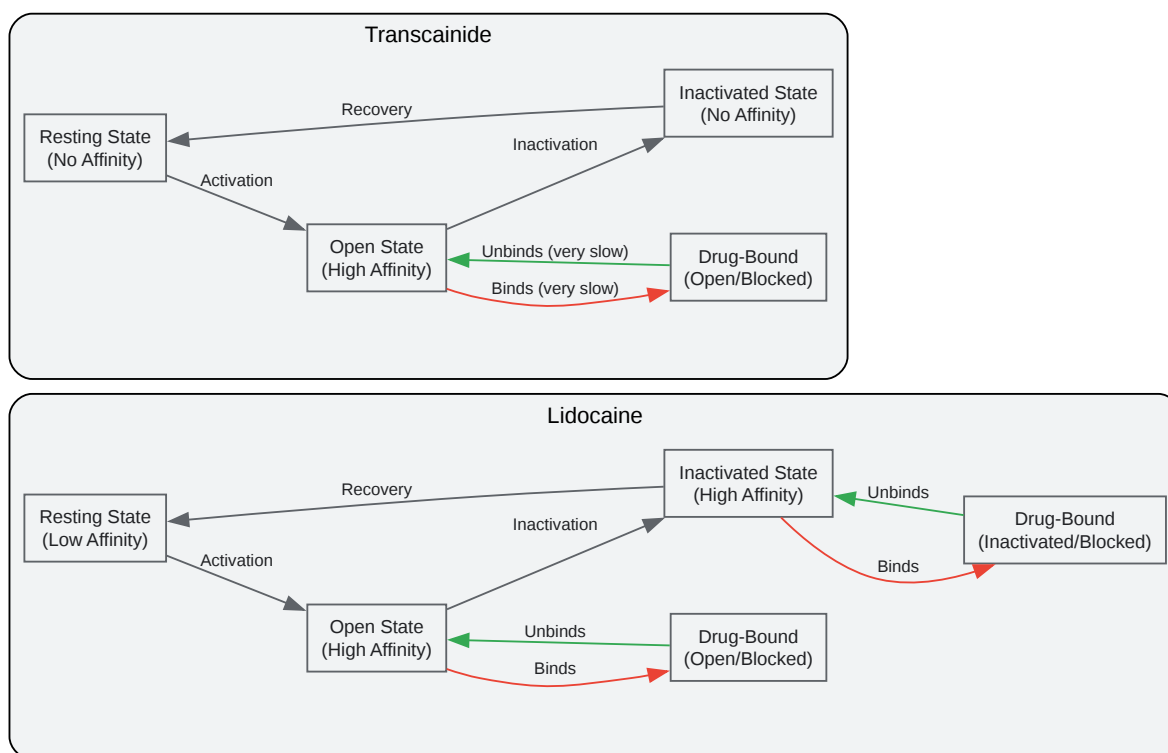 Transcainide
Inactivated State
(No Affinity)
Recovery
Resting State
(No Affinity)
Inactivation
Activation
Open State
(High Affinity)
Unbinds (very slow)
Drug-Bound
(Open/Blocked)
Binds (very slow)
Lidocaine
Inactivated State
(High Affinity)
Recovery
Unbinds
Resting State
(Low Affinity)
Inactivation
Drug-Bound
(Inactivated/Blocked)
Activation
Binds
Open State
(High Affinity)
Unbinds
Drug-Bound
(Open/Blocked)
Binds